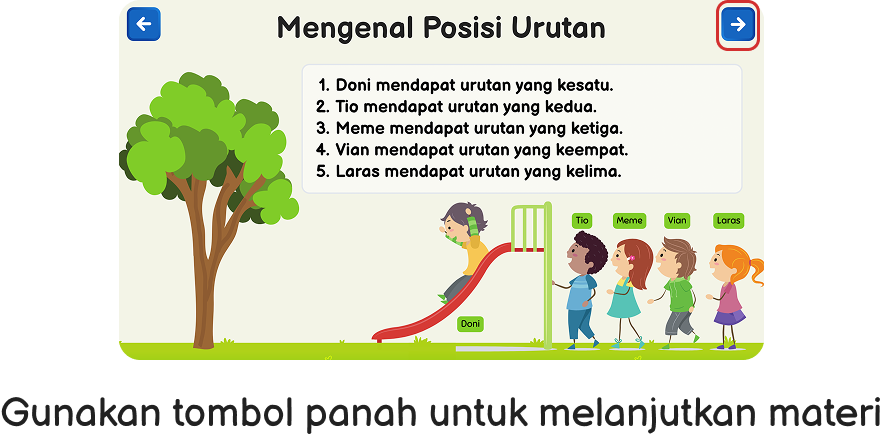 Mengenal Posisi Urutan
1. Doni mendapat urutan yang kesatu.
2. Tio mendapat urutan yang kedua.
3. Meme mendapat urutan yang ketiga.
4. Vian mendapat urutan yang keempat.
5. Laras mendapat urutan yang kelima.
Tio Meme Vian Laras
Doni
Gunakan tombol panah untuk melanjutkan materi